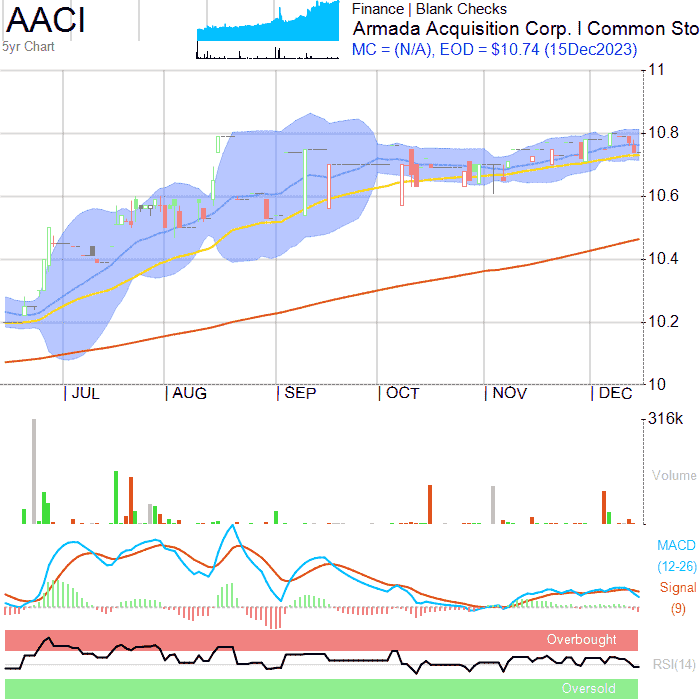 AACI
5yr Chart
Finance | Blank Checks
Armada Acquisition Corp. I Common Sto
MC = (N/A), EOD = $10.74 (15Dec2023)
11
10.8
10.6
10.4
10.2
10
| JUL | AUG | SEP | OCT | NOV | DEC
316k
Volume
MACD
(12-26)
Signal
(9)
Overbought
RSI(14)
Oversold